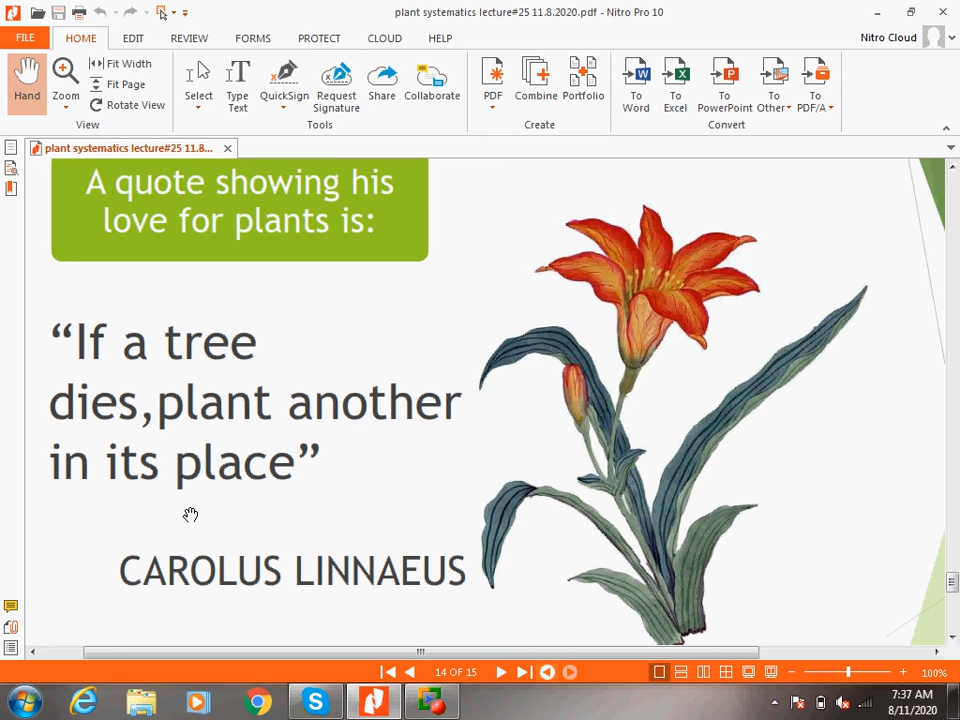 plant systematics lecture#25 11.8.2020.pdf - Nitro Pro 10
FILE HOME EDIT REVIEW FORMS PROTECT CLOUD HELP Nitro Cloud
Hand
Zoom
Fit Width
Fit Page
Rotate View
View
Select
Type Text
QuickSign
Request Signature
Share
Collaborate
Tools
PDF
Combine
Portfolio
Create
To Word
To Excel
To PowerPoint
To Other
To PDF/A
Convert
plant systematics lecture#25 11.8...
A quote showing his
love for plants is:
“If a tree
dies,plant another
in its place”
CAROLUS LINNAEUS
14 OF 15
100%
7:37 AM
8/11/2020